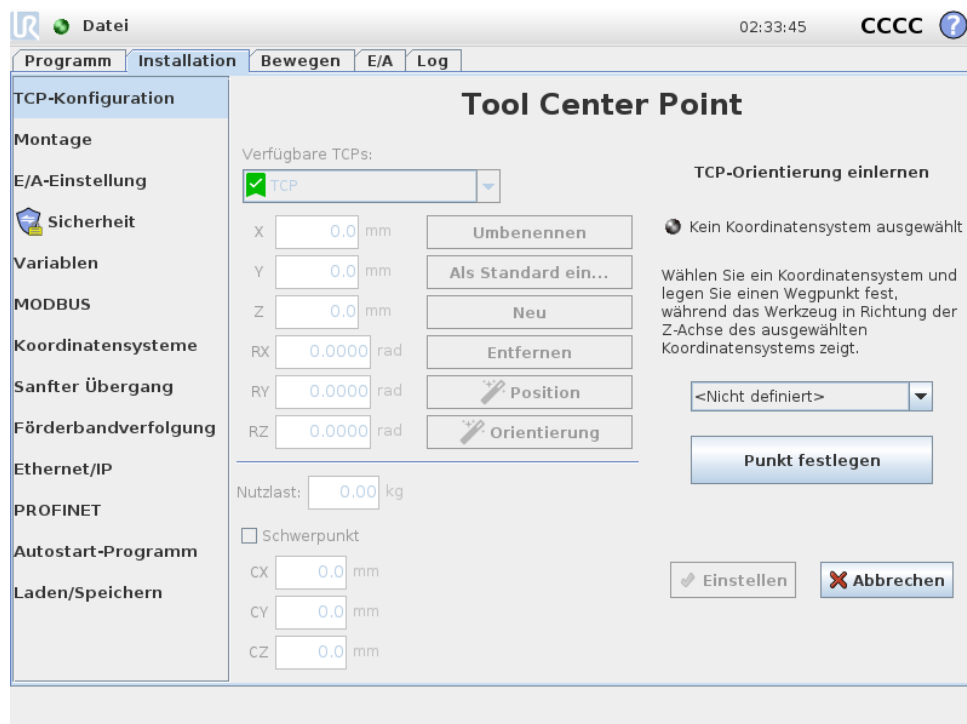 UR Datei 02:33:45 CCCC ?
Programm Installation Bewegen E/A Log
TCP-Konfiguration
Montage
E/A-Einstellung
Sicherheit
Variablen
MODBUS
Koordinatensysteme
Sanfter Übergang
Förderbandverfolgung
Ethernet/IP
PROFINET
Autostart-Programm
Laden/Speichern
Tool Center Point
Verfügbare TCPs:
TCP
X 0.0 mm Umbenennen
Y 0.0 mm Als Standard ein...
Z 0.0 mm Neu
RX 0.0000 rad Entfernen
RY 0.0000 rad Position
RZ 0.0000 rad Orientierung
Nutzlast: 0.00 kg
Schwerpunkt
CX 0.0 mm
CY 0.0 mm
CZ 0.0 mm
TCP-Orientierung einlernen
Kein Koordinatensystem ausgewählt
Wählen Sie ein Koordinatensystem und
legen Sie einen Wegpunkt fest,
während das Werkzeug in Richtung der
Z-Achse des ausgewählten
Koordinatensystems zeigt.
<Nicht definiert>
Punkt festlegen
Einstellen Abbrechen